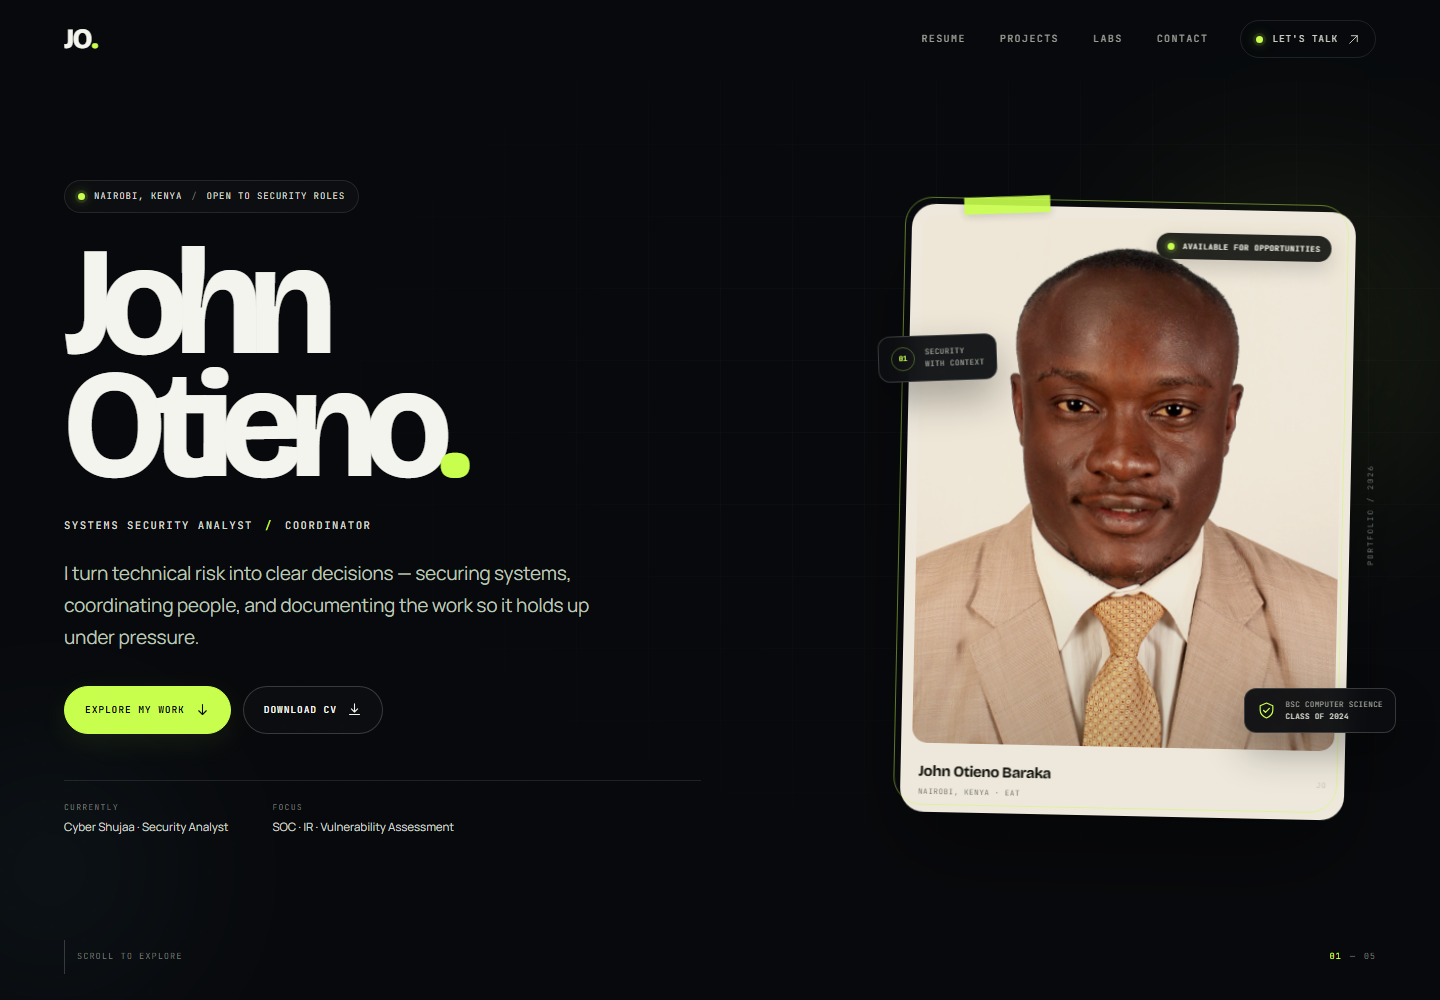 JO.
RESUME
PROJECTS
LABS
CONTACT
LET'S TALK
NAIROBI, KENYA / OPEN TO SECURITY ROLES
John
Otieno.
SYSTEMS SECURITY ANALYST / COORDINATOR
I turn technical risk into clear decisions — securing systems,
coordinating people, and documenting the work so it holds up
under pressure.
EXPLORE MY WORK
DOWNLOAD CV
CURRENTLY
Cyber Shujaa · Security Analyst
FOCUS
SOC · IR · Vulnerability Assessment
AVAILABLE FOR OPPORTUNITIES
01
SECURITY
WITH CONTEXT
PORTFOLIO / 2026
BSC COMPUTER SCIENCE
CLASS OF 2024
John Otieno Baraka
NAIROBI, KENYA · EAT
SCROLL TO EXPLORE
01 — 05